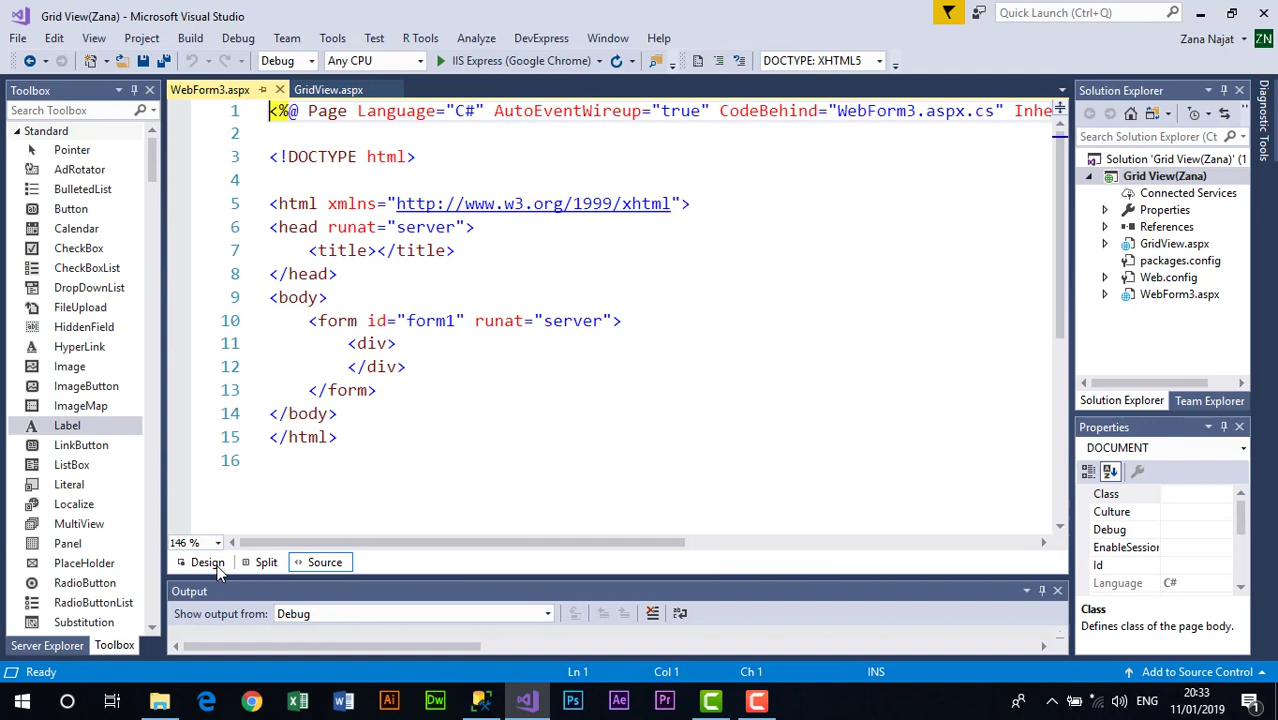 Grid View(Zana) - Microsoft Visual Studio
Quick Launch (Ctrl+Q)
File Edit View Project Build Debug Team Tools Test R Tools Analyze DevExpress Window Help
Zana Najat ZN
Debug Any CPU IIS Express (Google Chrome) DOCTYPE: XHTML5
Toolbox
Search Toolbox
Standard
Pointer
AdRotator
BulletedList
Button
Calendar
CheckBox
CheckBoxList
DropDownList
FileUpload
HiddenField
HyperLink
Image
ImageButton
ImageMap
Label
LinkButton
ListBox
Literal
Localize
MultiView
Panel
PlaceHolder
RadioButton
RadioButtonList
Substitution
Server Explorer Toolbox
WebForm3.aspx GridView.aspx
1 <%@ Page Language="C#" AutoEventWireup="true" CodeBehind="WebForm3.aspx.cs" Inhe
2
3 <!DOCTYPE html>
4
5 <html xmlns="http://www.w3.org/1999/xhtml">
6 <head runat="server">
7 <title></title>
8 </head>
9 <body>
10 <form id="form1" runat="server">
11 <div>
12 </div>
13 </form>
14 </body>
15 </html>
16
146 %
Design Split Source
Output
Show output from: Debug
Solution Explorer
Search Solution Explorer (Ctrl+
Solution 'Grid View(Zana)' (1
Grid View(Zana)
Connected Services
Properties
References
GridView.aspx
packages.config
Web.config
WebForm3.aspx
Solution Explorer Team Explorer
Properties
DOCUMENT
Class
Culture
Debug
EnableSession
Id
Language C#
Class
Defines class of the page body.
Diagnostic Tools
Ready Ln 1 Col 1 Ch 1 INS Add to Source Control
Ai Dw Ps Ae Pr
ENG
20:33
11/01/2019
1